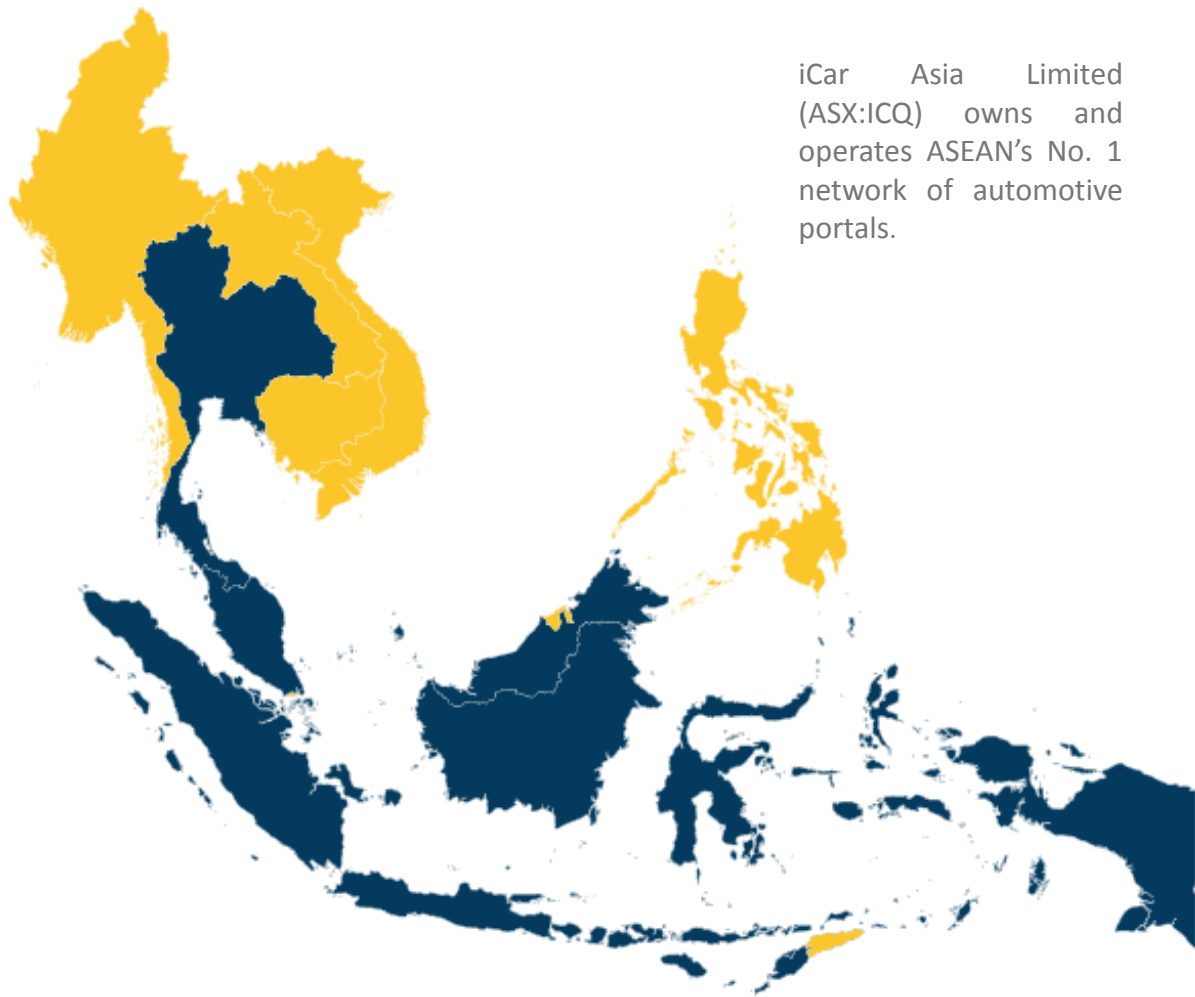 iCar Asia Limited
(ASX:ICQ) owns and
operates ASEAN’s No. 1
network of automotive
portals.